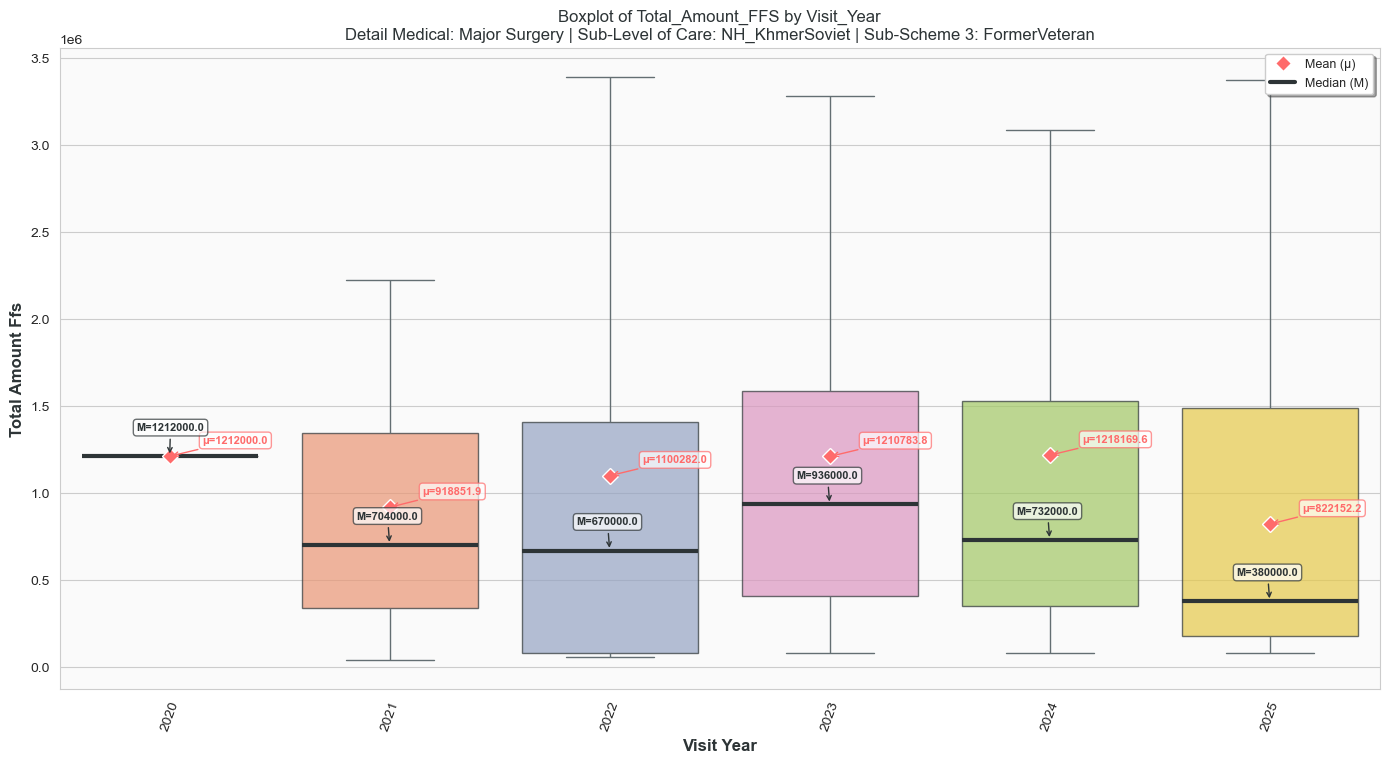 Boxplot of Total_Amount_FFS by Visit_Year
Detail Medical: Major Surgery | Sub-Level of Care: NH_KhmerSoviet | Sub-Scheme 3: FormerVeteran
1e6
3.5
3.0
2.5
2.0
1.5
1.0
0.5
0.0
Total Amount Ffs
Mean (μ)
Median (M)
M=1212000.0
μ=1212000.0
μ=918851.9
M=704000.0
μ=1100282.0
M=670000.0
μ=1210783.8
M=936000.0
μ=1218169.6
M=732000.0
μ=822152.2
M=380000.0
2020
2021
2022
2023
2024
2025
Visit Year